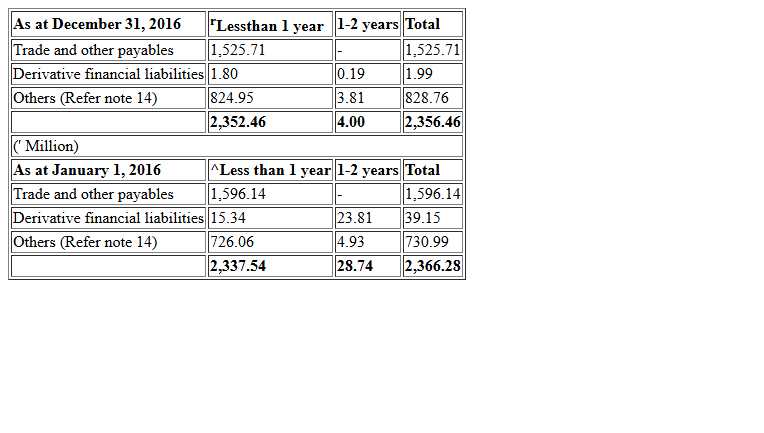 As at December 31, 2016 rLessthan 1 year 1-2 years Total
Trade and other payables 1,525.71 - 1,525.71
Derivative financial liabilities 1.80 0.19 1.99
Others (Refer note 14) 824.95 3.81 828.76
2,352.46 4.00 2,356.46
(' Million)
As at January 1, 2016 ^Less than 1 year 1-2 years Total
Trade and other payables 1,596.14 - 1,596.14
Derivative financial liabilities 15.34 23.81 39.15
Others (Refer note 14) 726.06 4.93 730.99
2,337.54 28.74 2,366.28